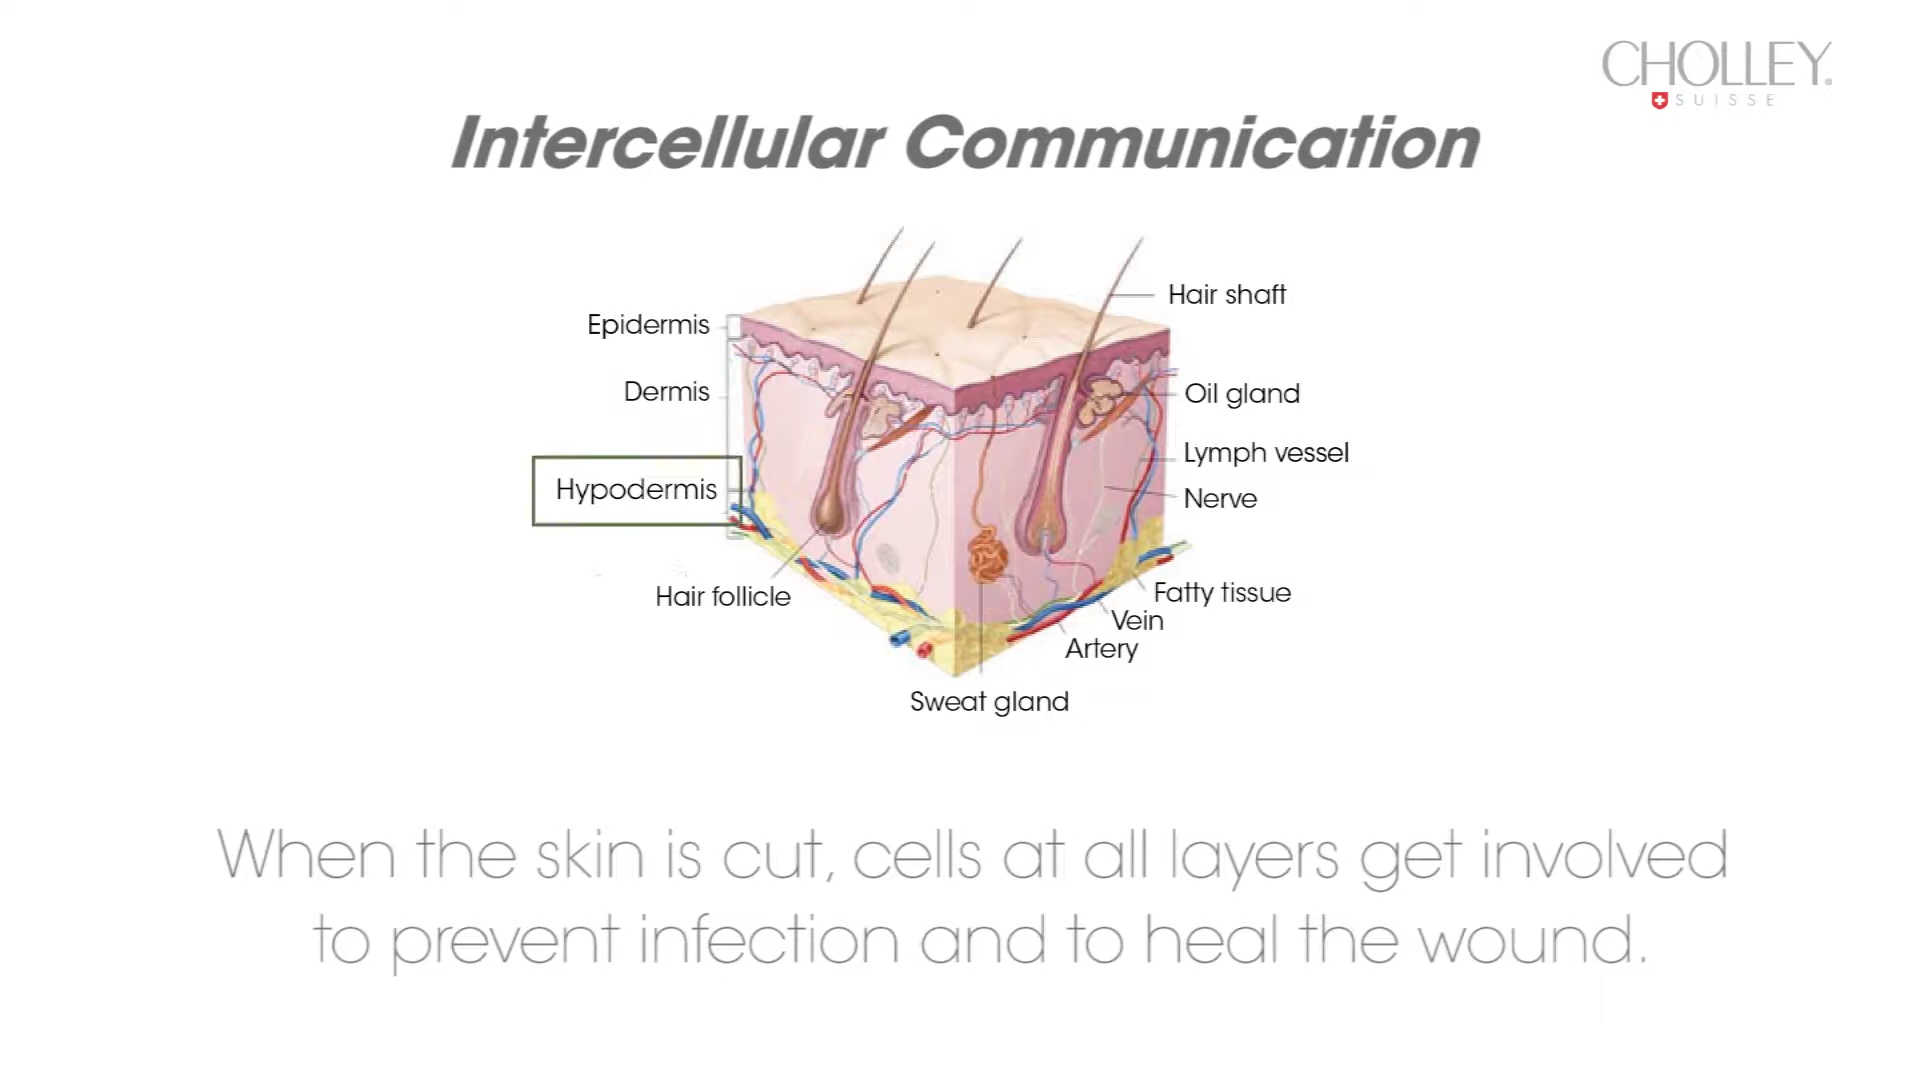 CHOLLEY®
SUISSE
Intercellular Communication
Hair shaft
Epidermis
Dermis
Oil gland
Lymph vessel
Hypodermis
Nerve
Hair follicle
Fatty tissue
Vein
Artery
Sweat gland
When the skin is cut, cells at all layers get involved
to prevent infection and to heal the wound.